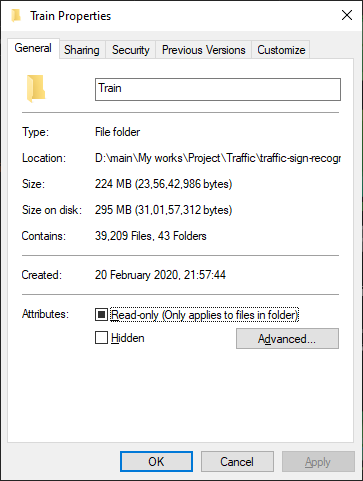 Train Properties
General Sharing Security Previous Versions Customize
Train
Type: File folder
Location: D:\main\My works\Project\Traffic\traffic-sign-recogr
Size: 224 MB (23,56,42,986 bytes)
Size on disk: 295 MB (31,01,57,312 bytes)
Contains: 39,209 Files, 43 Folders
Created: 20 February 2020, 21:57:44
Attributes: Read-only (Only applies to files in folder)
Hidden Advanced...
OK Cancel Apply